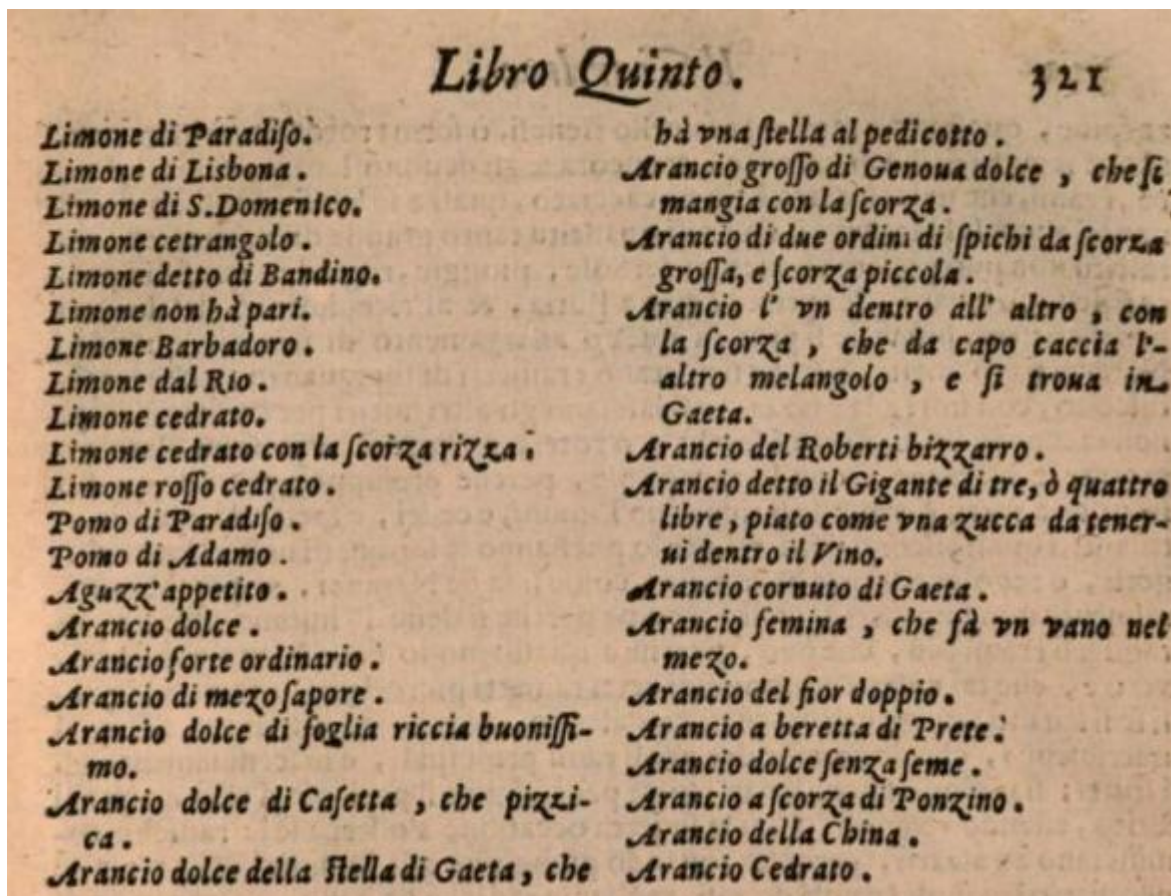 Libro Quinto. 321
Limone di Paradiſo.
Limone di Lisbona.
Limone di S. Domenico.
Limone cetrangolo.
Limone detto di Bandino.
Limone non hà pari.
Limone Barbadoro.
Limone dal Rio.
Limone cedrato.
Limone cedrato con la ſcorza rizza.
Limone roſſo cedrato.
Pomo di Paradiſo.
Pomo di Adamo.
Aguzz'appetito.
Arancio dolce.
Arancio forte ordinario.
Arancio di mezo ſapore.
Arancio dolce di foglia riccia buoniſſi-
mo.
Arancio dolce di Caſetta, che pizzi-
ca.
Arancio dolce della ſtella di Gaeta, che
hà vna ſtella al pedicotto.
Arancio groſſo di Genoua dolce, che ſi
mangia con la ſcorza.
Arancio di due ordini di ſpichi da ſcorza
groſſa, e ſcorza piccola.
Arancio l' vn dentro all' altro, con
la ſcorza, che da capo caccia l'-
altro melangolo, e ſi troua in
Gaeta.
Arancio del Roberti bizzarro.
Arancio detto il Gigante di tre, ò quattro
libre, piato come vna zucca da tener-
ui dentro il Vino.
Arancio cornuto di Gaeta.
Arancio femina, che fà vn vano nel
mezo.
Arancio del fior doppio.
Arancio a beretta di Prete.
Arancio dolce ſenza ſeme.
Arancio a ſcorza di Ponzino.
Arancio della China.
Arancio Cedrato.